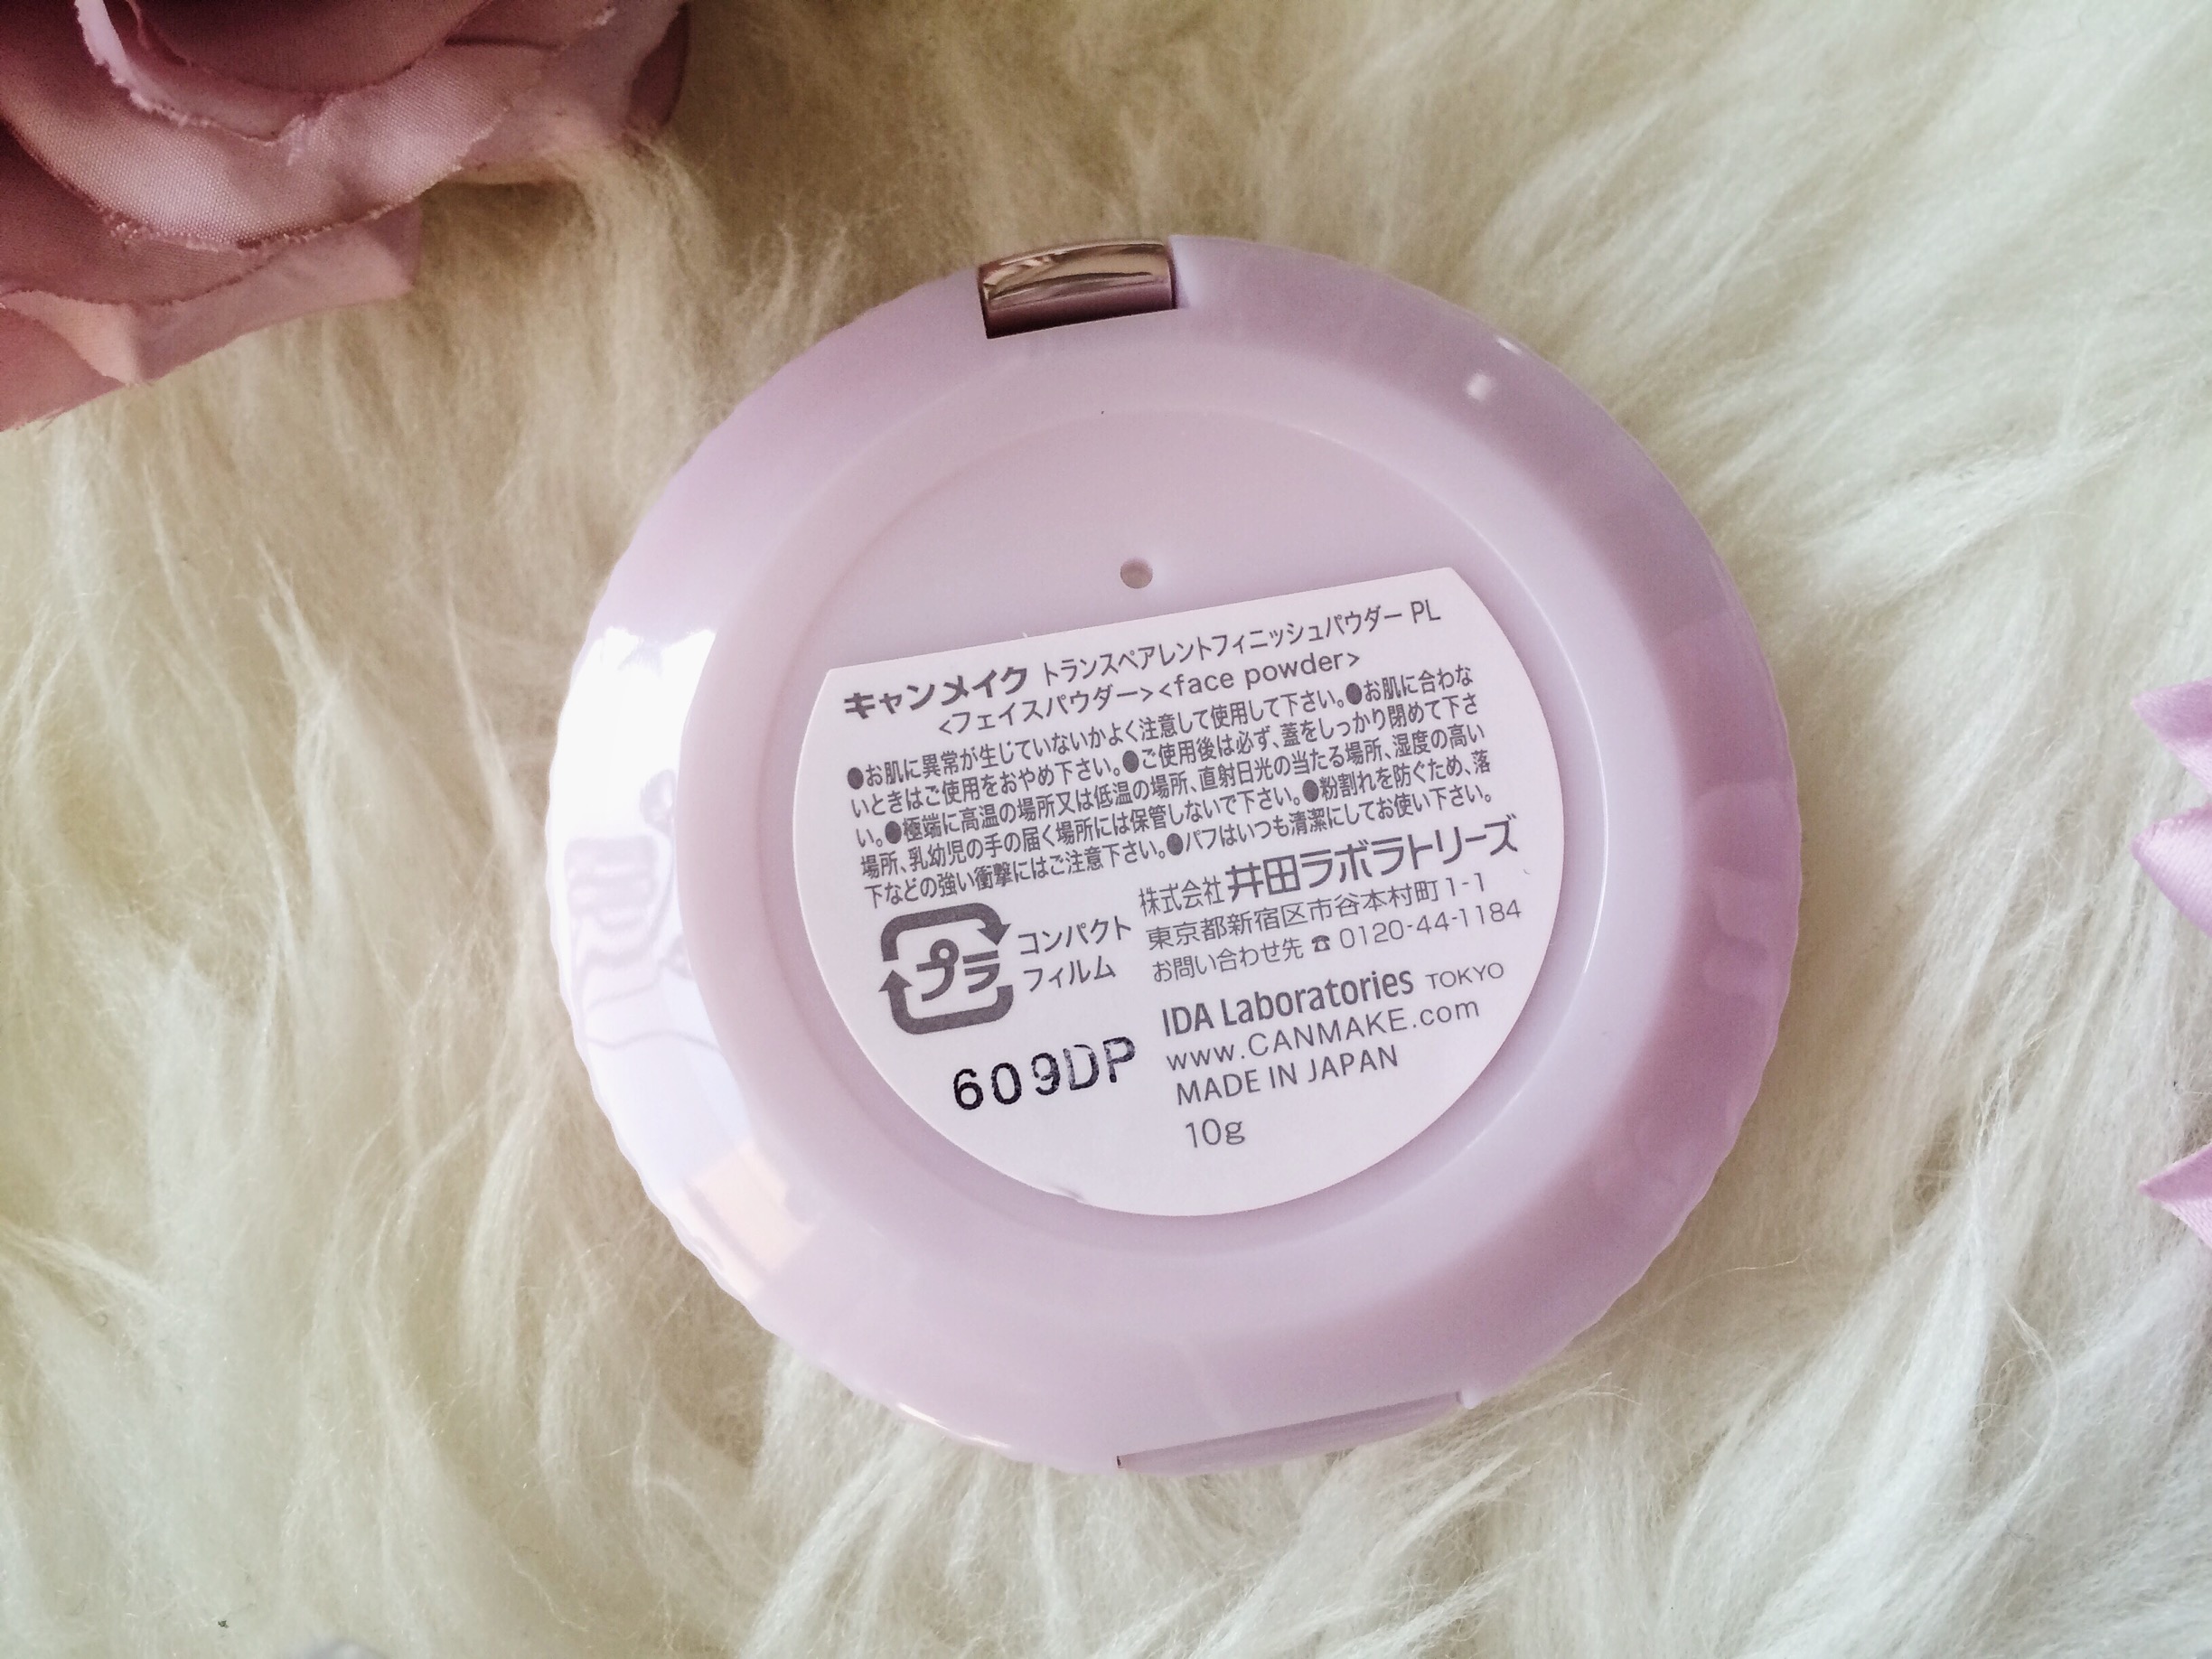 キャンメイク トランスペアレントフィニッシュパウダー PL
<フェイスパウダー><face powder>
●お肌に異常が生じていないかよく注意して使用して下さい。●お肌に合わな
いときはご使用をおやめ下さい。●ご使用後は必ず、蓋をしっかり閉めて下さ
い。●極端に高温の場所又は低温の場所、直射日光の当たる場所、湿度の高い
場所、乳幼児の手の届く場所には保管しないで下さい。●粉割れを防ぐため、落
下などの強い衝撃にはご注意下さい。●パフはいつも清潔にしてお使い下さい。
プラ
コンパクト
フィルム
株式会社 井田ラボラトリーズ
東京都新宿区市谷本村町1-1
お問い合わせ先 ☎ 0120-44-1184
IDA Laboratories TOKYO
www.CANMAKE.com
MADE IN JAPAN
10g
609DP